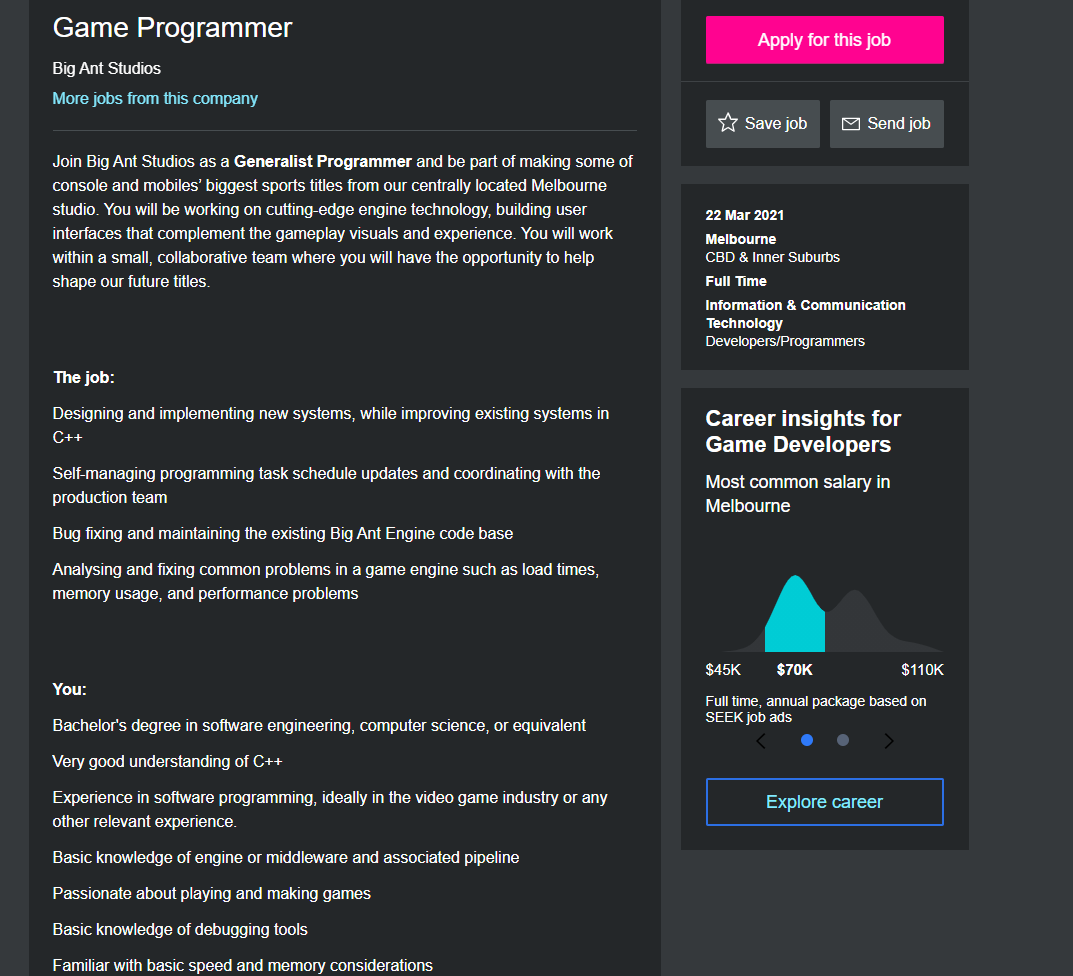 Game Programmer
Big Ant Studios
More jobs from this company
Join Big Ant Studios as a Generalist Programmer and be part of making some of
console and mobiles’ biggest sports titles from our centrally located Melbourne
studio. You will be working on cutting-edge engine technology, building user
interfaces that complement the gameplay visuals and experience. You will work
within a small, collaborative team where you will have the opportunity to help
shape our future titles.
The job:
Designing and implementing new systems, while improving existing systems in
C++
Self-managing programming task schedule updates and coordinating with the
production team
Bug fixing and maintaining the existing Big Ant Engine code base
Analysing and fixing common problems in a game engine such as load times,
memory usage, and performance problems
You:
Bachelor's degree in software engineering, computer science, or equivalent
Very good understanding of C++
Experience in software programming, ideally in the video game industry or any
other relevant experience.
Basic knowledge of engine or middleware and associated pipeline
Passionate about playing and making games
Basic knowledge of debugging tools
Familiar with basic speed and memory considerations
Apply for this job
Save job
Send job
22 Mar 2021
Melbourne
CBD & Inner Suburbs
Full Time
Information & Communication
Technology
Developers/Programmers
Career insights for
Game Developers
Most common salary in
Melbourne
$45K $70K $110K
Full time, annual package based on
SEEK job ads
Explore career